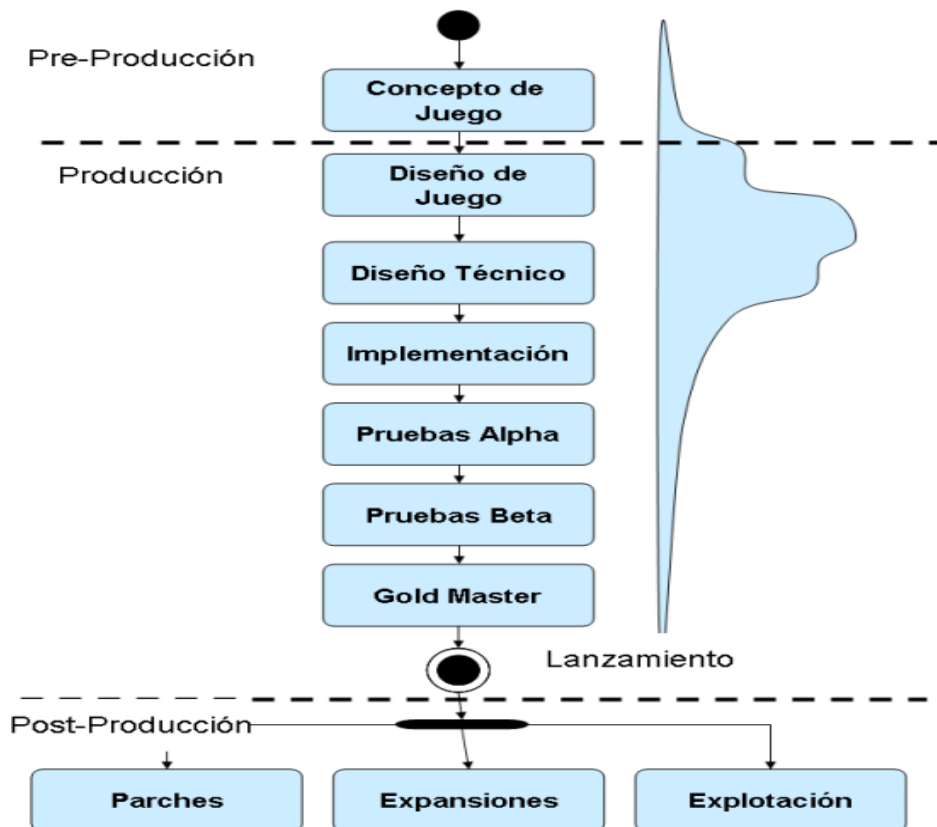 Pre-Producción
Concepto de
Juego
Producción
Diseño de
Juego
Diseño Técnico
Implementación
Pruebas Alpha
Pruebas Beta
Gold Master
Lanzamiento
Post-Producción
Parches
Expansiones
Explotación